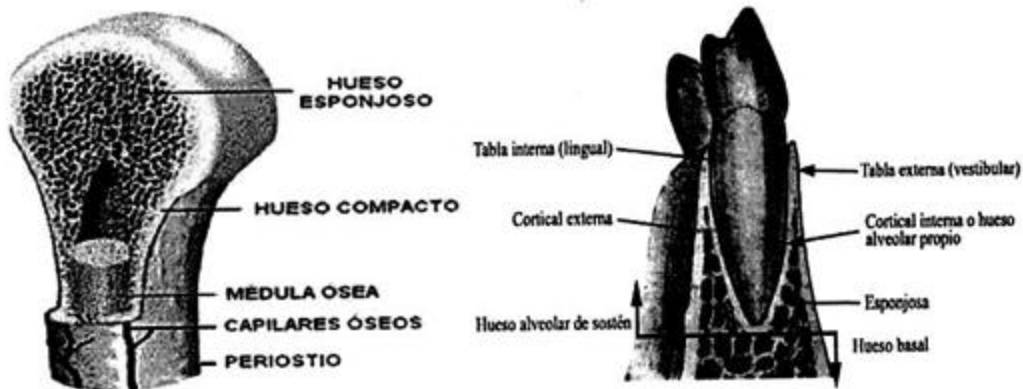 HUESO
ESPONJOSO
HUESO COMPACTO
MÉDULA ÓSEA
CAPILARES ÓSEOS
PERIOSTIO
Tabla interna (lingual)
Tabla externa (vestibular)
Cortical externa
Cortical interna o hueso
alveolar propio
Esponjosa
Hueso alveolar de sostén
Hueso basal